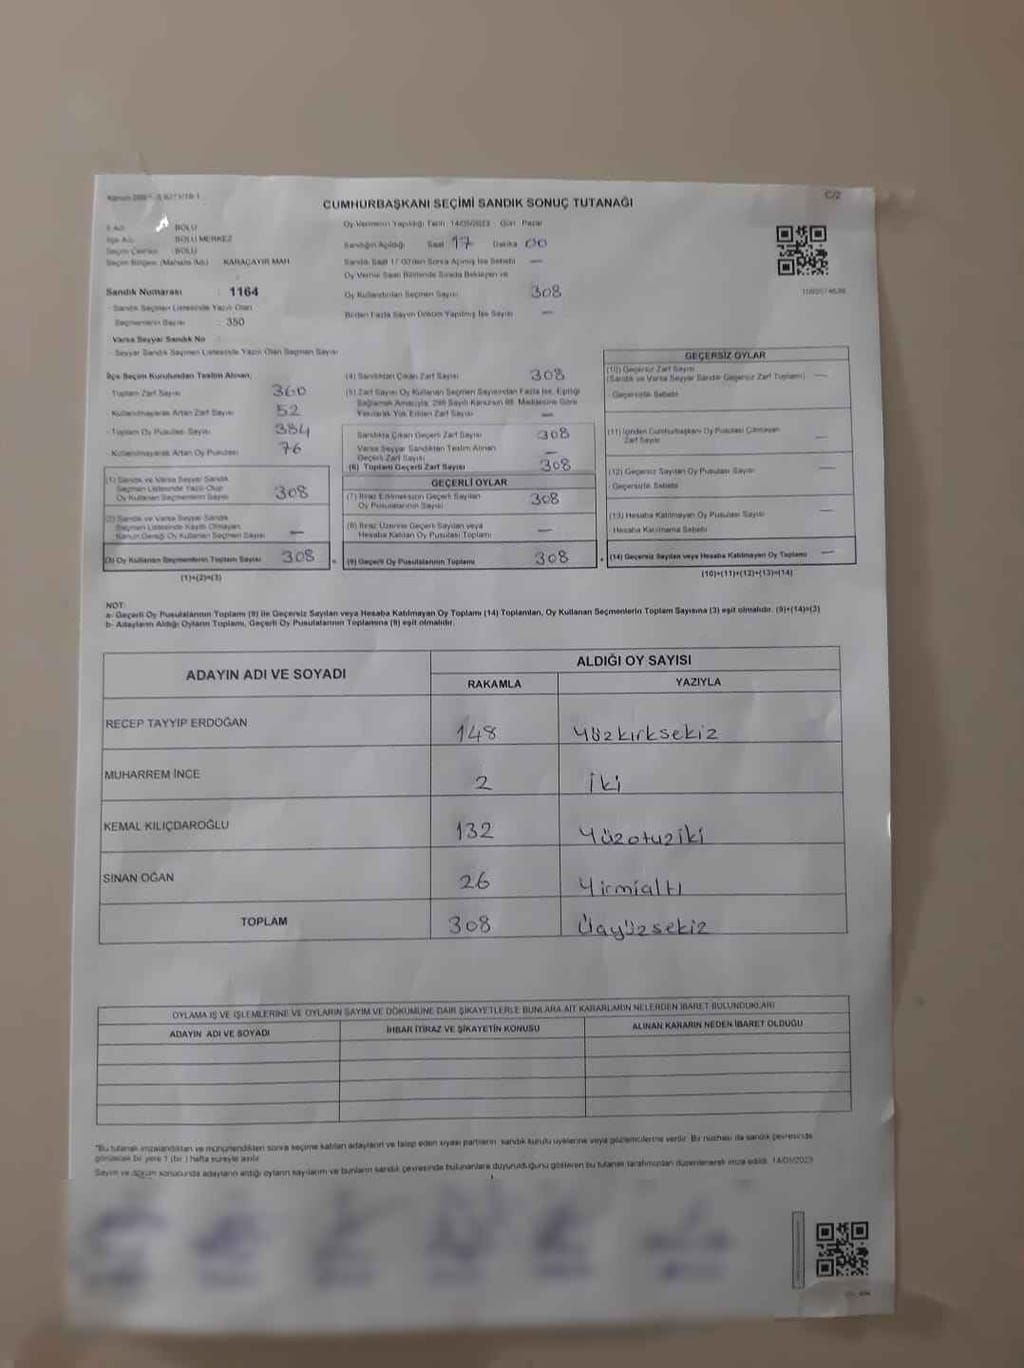 C/2
CUMHURBAŞKANI SEÇİMİ SANDIK SONUÇ TUTANAĞI
İl Adı : BOLU
İlçe Adı : BOLU MERKEZ
Seçim Çevresi : BOLU
Seçim Bölgesi (Mahalle /Mu) : KARAÇAYIR MAH.
Sandık Numarası : 1164
Sandık Seçmen Listesinde Yazılı Olan
Seçmenlerin Sayısı : 350
Varsa Seyyar Sandık No
Seyyar Sandık Seçmen Listesinde Yazılı Olan Seçmen Sayısı
Oy Vermenin Yapıldığı Tarih 14/05/2023 Gün Pazar
Sandığın Açıldığı Saat 17 Dakika 00
Sandık Saat 17:00'den Sonra Açılmış İse Sebebi —
Oy Verme Saati Bitiminde Sırada Bekleyen ve
Oy Kullandırılan Seçmen Sayısı 308
Birden Fazla Sayım Döküm Yapılmış İse Sayısı —
İlçe Seçim Kurulundan Teslim Alınan;
Toplam Zarf Sayısı 360
Kullanılmayarak Artan Zarf Sayısı 52
Toplam Oy Pusulası Sayısı 384
Kullanılmayarak Artan Oy Pusulası 76
(1) Sandık ve Varsa Seyyar Sandık
Seçmen Listesinde Yazılı Olup
Oy Kullanan Seçmenlerin Sayısı 308
(2) Sandık ve Varsa Seyyar Sandık
Seçmen Listesinde Kayıtlı Olmayan,
Kanun Gereği Oy Kullanan Seçmen Sayısı —
(3) Oy Kullanan Seçmenlerin Toplam Sayısı 308
(1)+(2)=(3)
(4) Sandıktan Çıkan Zarf Sayısı 308
(5) Zarf Sayısı Oy Kullanan Seçmen Sayısından Fazla İse, Eşitliği
Sağlamak Amacıyla, 298 Sayılı Kanunun 98. Maddesine Göre
Yakılarak Yok Edilen Zarf Sayısı —
Sandıkta Çıkan Geçerli Zarf Sayısı 308
Varsa Seyyar Sandıktan Teslim Alınan
Geçerli Zarf Sayısı —
(6) Toplam Geçerli Zarf Sayısı 308
GEÇERLİ OYLAR
(7) İtiraz Edilmeksizin Geçerli Sayılan
Oy Pusulalarının Sayısı 308
(8) İtiraz Üzerine Geçerli Sayılan veya
Hesaba Katılan Oy Pusulası Toplamı —
(9) Geçerli Oy Pusulalarının Toplamı 308
GEÇERSİZ OYLAR
(10) Geçersiz Zarf Sayısı
(Sandık ve Varsa Seyyar Sandık Geçersiz Zarf Toplamı) —
Geçersizlik Sebebi
(11) İçinden Cumhurbaşkanı Oy Pusulası Çıkmayan
Zarf Sayısı —
(12) Geçersiz Sayılan Oy Pusulası Sayısı —
Geçersizlik Sebebi
(13) Hesaba Katılmayan Oy Pusulası Sayısı —
Hesaba Katılmama Sebebi
(14) Geçersiz Sayılan veya Hesaba Katılmayan Oy Toplamı —
(10)+(11)+(12)+(13)=(14)
NOT:
a- Geçerli Oy Pusulalarının Toplamı (9) ile Geçersiz Sayılan veya Hesaba Katılmayan Oy Toplamı (14) Toplamları, Oy Kullanan Seçmenlerin Toplam Sayısına (3) eşit olmalıdır. (9)+(14)=(3)
b- Adayların Aldığı Oyların Toplamı, Geçerli Oy Pusulalarının Toplamına (9) eşit olmalıdır.
ADAYIN ADI VE SOYADI
ALDIĞI OY SAYISI
RAKAMLA YAZIYLA
RECEP TAYYİP ERDOĞAN 148 Yüzkırksekiz
MUHARREM İNCE 2 İki
KEMAL KILIÇDAROĞLU 132 Yüzotuziki
SİNAN OĞAN 26 Yirmialtı
TOPLAM 308 Üçyüzsekiz
OYLAMA İŞ VE İŞLEMLERİNE VE OYLARIN SAYIM VE DÖKÜMÜNE DAİR ŞİKAYETLERLE BUNLARA AİT KARARLARIN NELERDEN İBARET BULUNDUKLARI
ADAYIN ADI VE SOYADI İHBAR İTİRAZ VE ŞİKAYETİN KONUSU ALINAN KARARIN NEDEN İBARET OLDUĞU
"Bu tutanak imzalandıktan ve mühürlendikten sonra seçime katılan adayların ve talep eden siyasi partilerin sandık kurulu üyelerine veya gözlemcilerine verilir. Bir nüshası da sandık çevresinde
görülecek bir yere 1 (bir) hafta süreyle asılır.
Sayım ve döküm sonucunda adayların aldığı oyların sayılarını ve bunların sandık çevresinde bulunanlara duyurulduğunu gösteren bu tutanak tarafımızdan düzenlenerek imza edildi. 14/05/2023